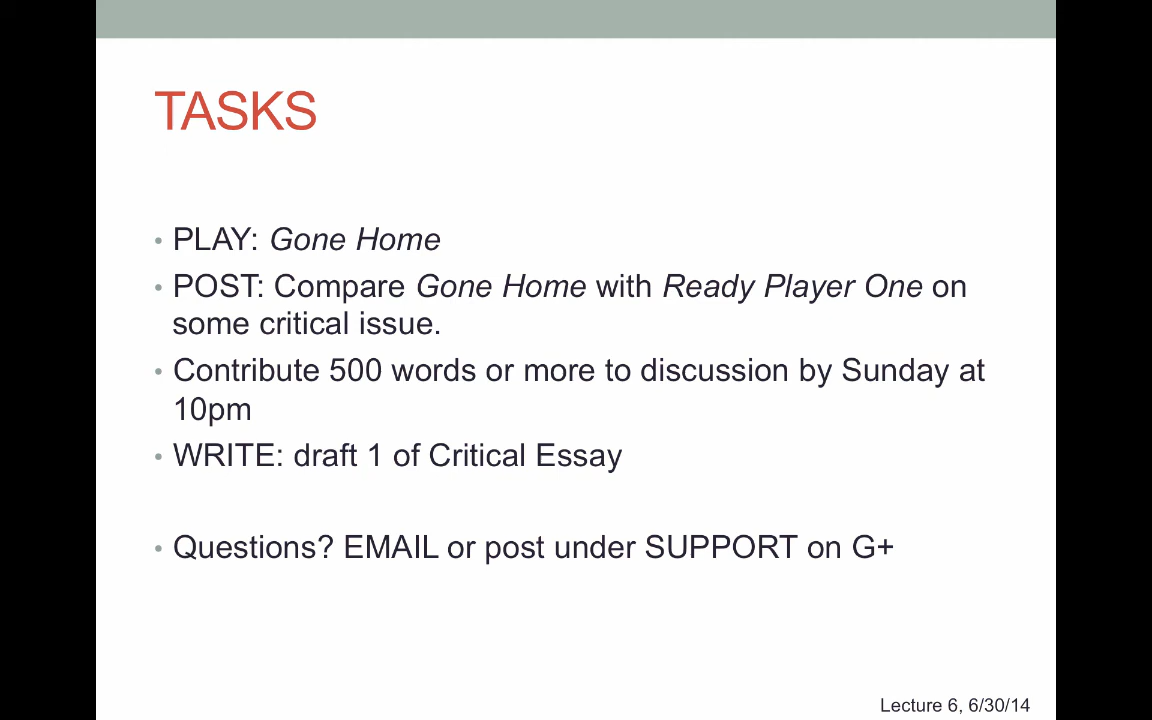 TASKS
• PLAY: Gone Home
• POST: Compare Gone Home with Ready Player One on
some critical issue.
• Contribute 500 words or more to discussion by Sunday at
10pm
• WRITE: draft 1 of Critical Essay
• Questions? EMAIL or post under SUPPORT on G+
Lecture 6, 6/30/14